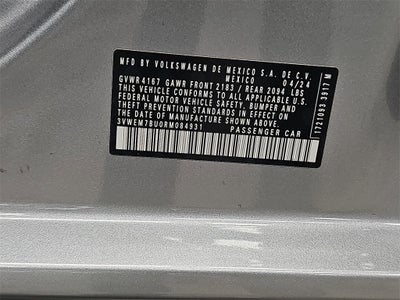 MFD BY VOLKSWAGEN DE MEXICO S.A. DE C.V.
MEXICO 04/24
GVWR 4167 GAWR FRONT 2183 / REAR 2094 LBS
THIS VEHICLE CONFORMS TO ALL APPLICABLE U.S.
FEDERAL MOTOR VEHICLE SAFETY, BUMPER AND
THEFT PREVENTION STANDARDS IN EFFECT ON
THE DATE OF MANUFACTURE SHOWN ABOVE.
3VWEM7BU0RM084931 PASSENGER CAR
1721093 3917 M